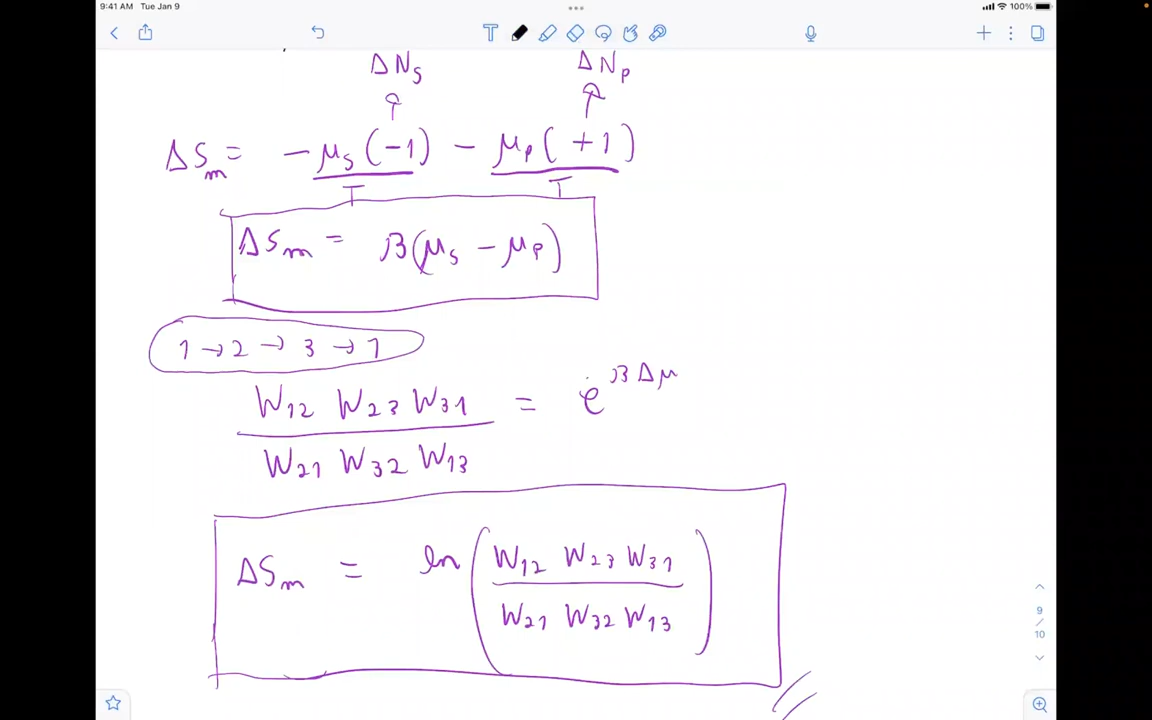 9:41 AM Tue Jan 9
100%
ΔN_S ΔN_P
ΔS_m = -μ_S(-1)/T - μ_P(+1)/T
ΔS_m = β(μ_S - μ_P)
1 → 2 → 3 → 1
W_12 W_23 W_31 / W_21 W_32 W_13 = e^{βΔμ}
ΔS_m = ln(W_12 W_23 W_31 / W_21 W_32 W_13)
9
/
10